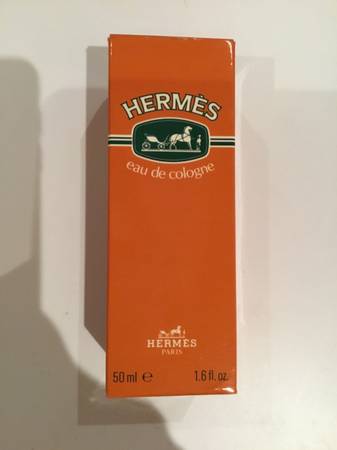 HERMÈS
eau de cologne
HERMÈS
PARIS
50 ml ℮ 1.6 fl. oz.